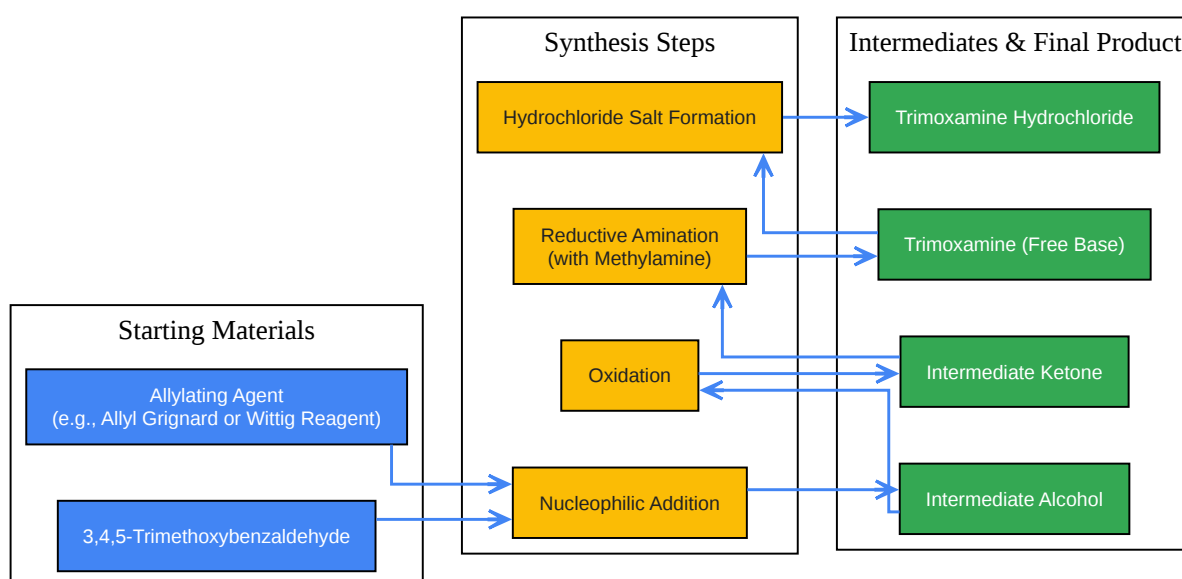 Synthesis Steps
Hydrochloride Salt Formation
Reductive Amination
(with Methylamine)
Oxidation
Nucleophilic Addition
Intermediates & Final Product
Trimoxamine Hydrochloride
Trimoxamine (Free Base)
Intermediate Ketone
Intermediate Alcohol
Starting Materials
Allylating Agent
(e.g., Allyl Grignard or Wittig Reagent)
3,4,5-Trimethoxybenzaldehyde